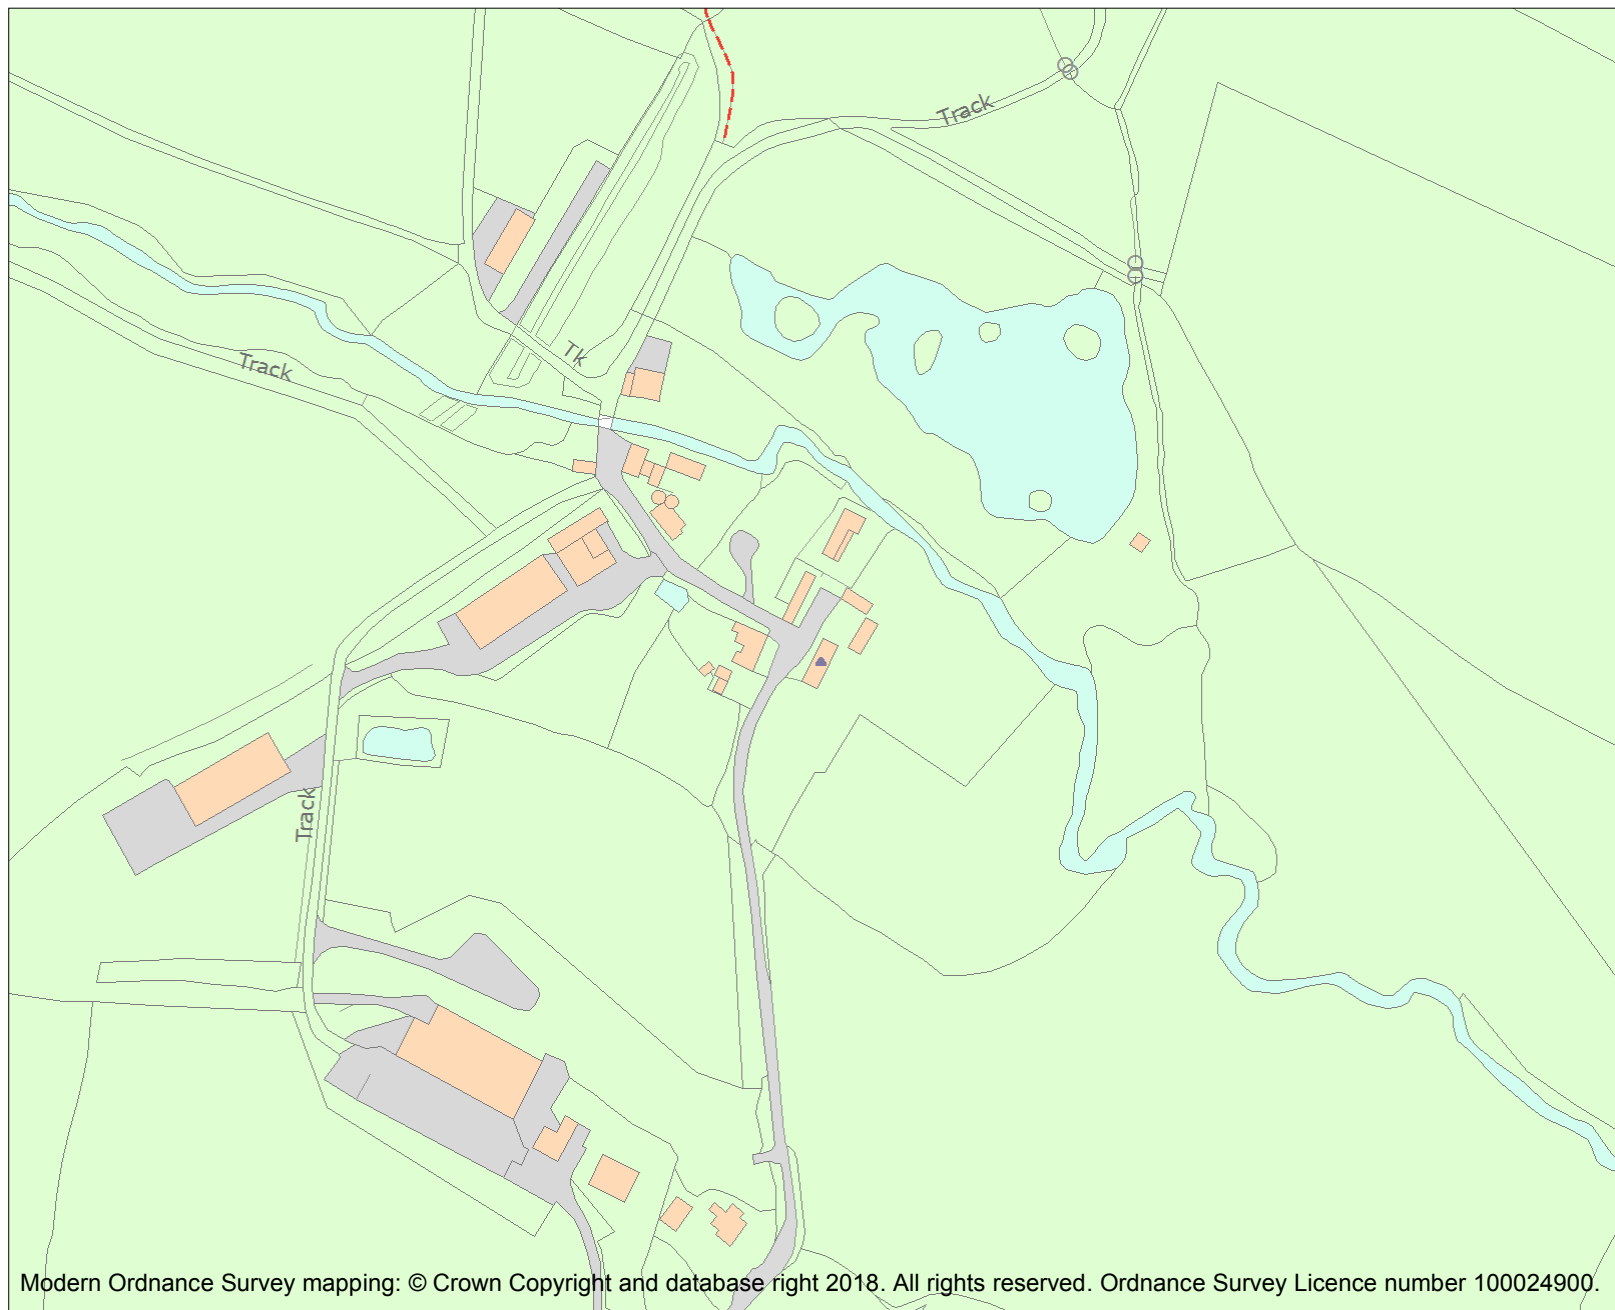 Track
Tk
Track
Track
Modern Ordnance Survey mapping: © Crown Copyright and database right 2018. All rights reserved. Ordnance Survey Licence number 100024900.